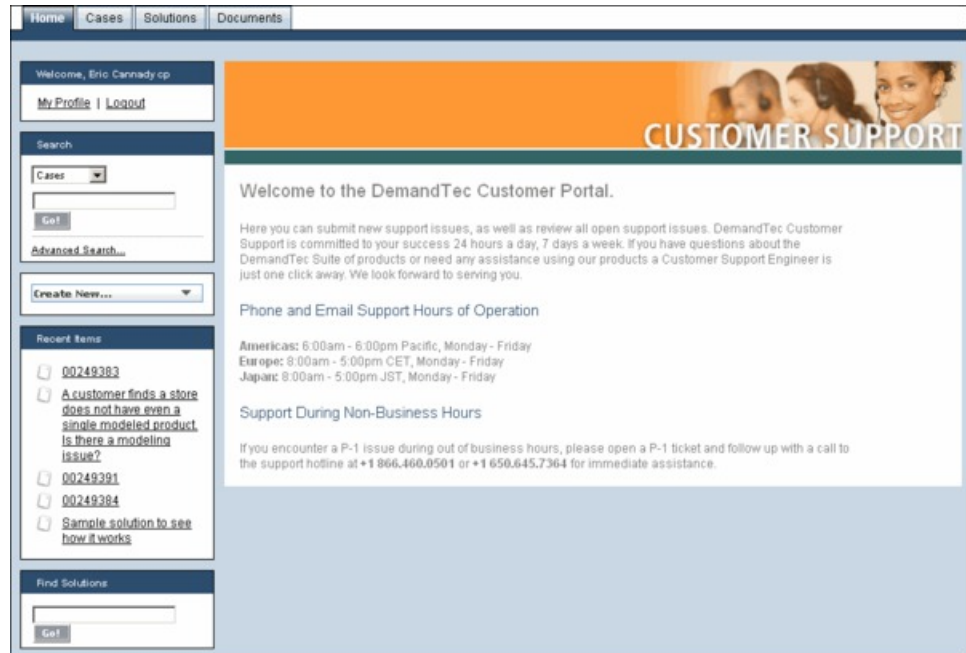 Home Cases Solutions Documents
Welcome, Eric Cannady cp
My Profile | Logout
Search
Cases
Go!
Advanced Search...
Create New...
Recent Items
00249383
A customer finds a store
does not have even a
single modeled product.
Is there a modeling
issue?
00249391
00249384
Sample solution to see
how it works
Find Solutions
Go!
CUSTOMER SUPPORT
Welcome to the DemandTec Customer Portal.
Here you can submit new support issues, as well as review all open support issues. DemandTec Customer
Support is committed to your success 24 hours a day, 7 days a week. If you have questions about the
DemandTec Suite of products or need any assistance using our products a Customer Support Engineer is
just one click away. We look forward to serving you.
Phone and Email Support Hours of Operation
Americas: 6:00am - 6:00pm Pacific, Monday - Friday
Europe: 8:00am - 5:00pm CET, Monday - Friday
Japan: 8:00am - 5:00pm JST, Monday - Friday
Support During Non-Business Hours
If you encounter a P-1 issue during out of business hours, please open a P-1 ticket and follow up with a call to
the support hotline at +1 866.460.0501 or +1 650.645.7364 for immediate assistance.